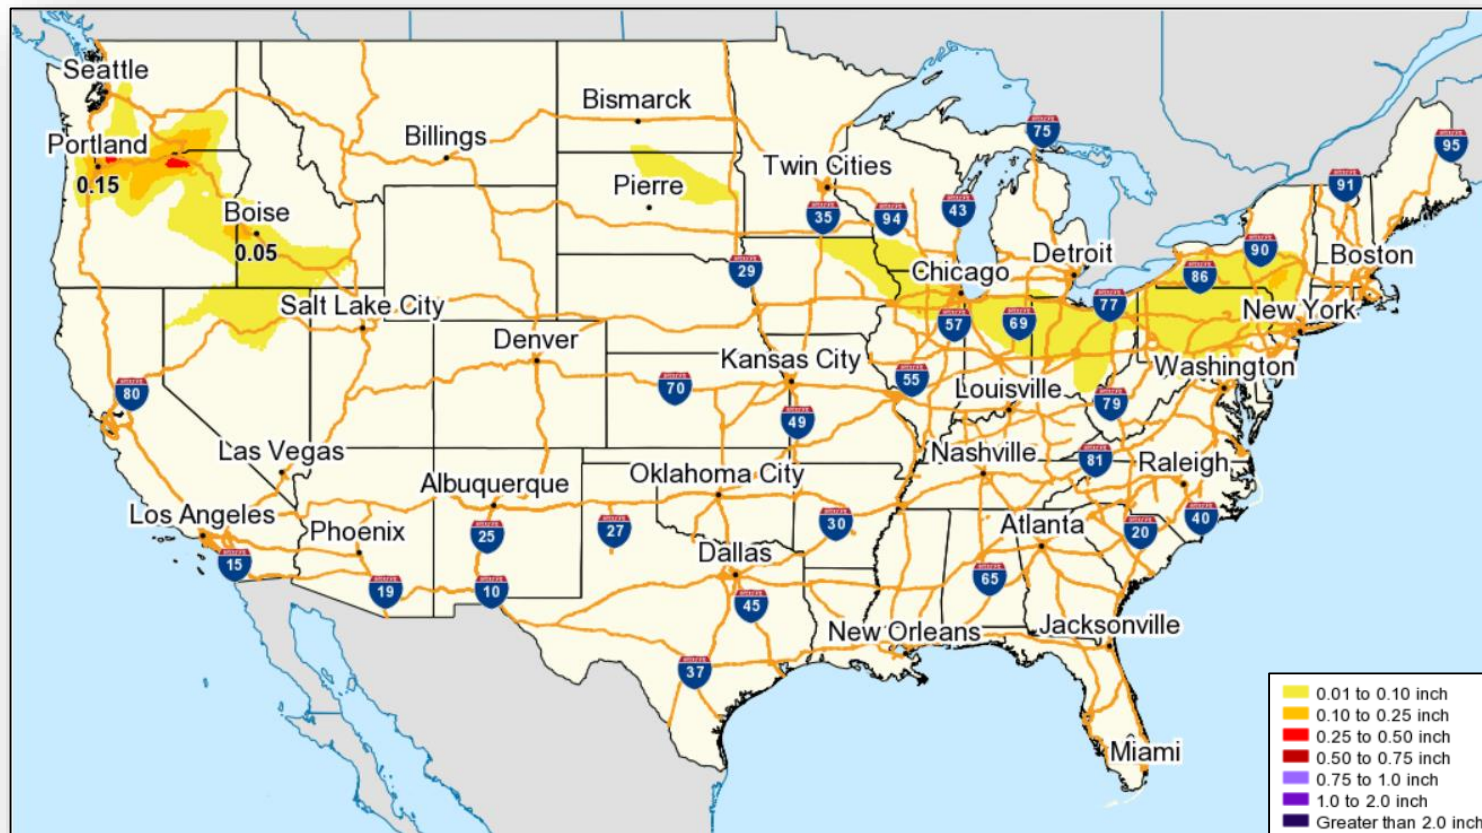 Seattle
Portland
0.15
Boise
0.05
Billings
Bismarck
Pierre
Twin Cities
75
95
91
35
94
43
90
Detroit
Boston
Chicago
86
29
Salt Lake City
77
New York
57
69
Denver
Kansas City
Washington
80
70
55
Louisville
79
49
Las Vegas
Nashville
81
Raleigh
Albuquerque
Oklahoma City
Los Angeles
Phoenix
25
27
30
Atlanta
20
40
15
Dallas
19
10
45
65
New Orleans
Jacksonville
37
Miami
0.01 to 0.10 inch
0.10 to 0.25 inch
0.25 to 0.50 inch
0.50 to 0.75 inch
0.75 to 1.0 inch
1.0 to 2.0 inch
Greater than 2.0 inch